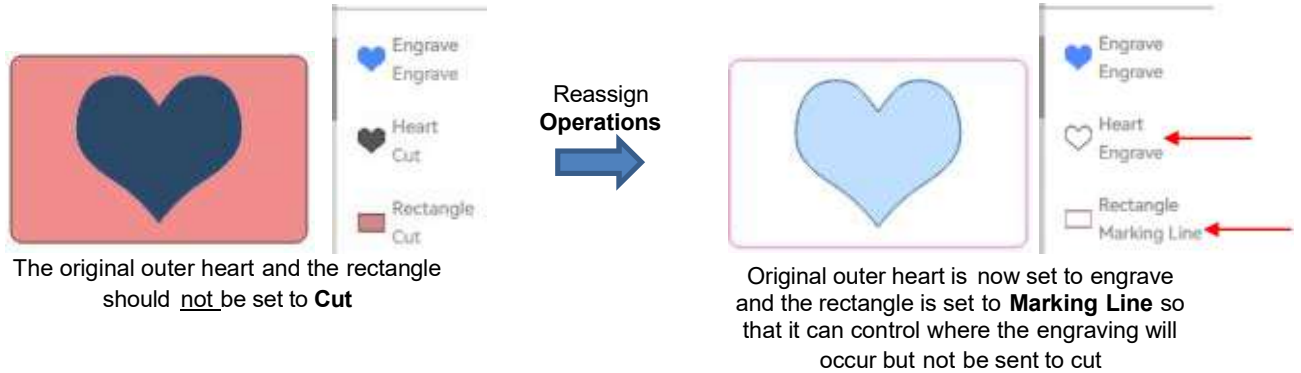 Engrave
Engrave
Heart
Cut
Rectangle
Cut
The original outer heart and the rectangle
should not be set to Cut
Reassign
Operations
Engrave
Engrave
Heart
Engrave
Rectangle
Marking Line
Original outer heart is now set to engrave
and the rectangle is set to Marking Line so
that it can control where the engraving will
occur but not be sent to cut